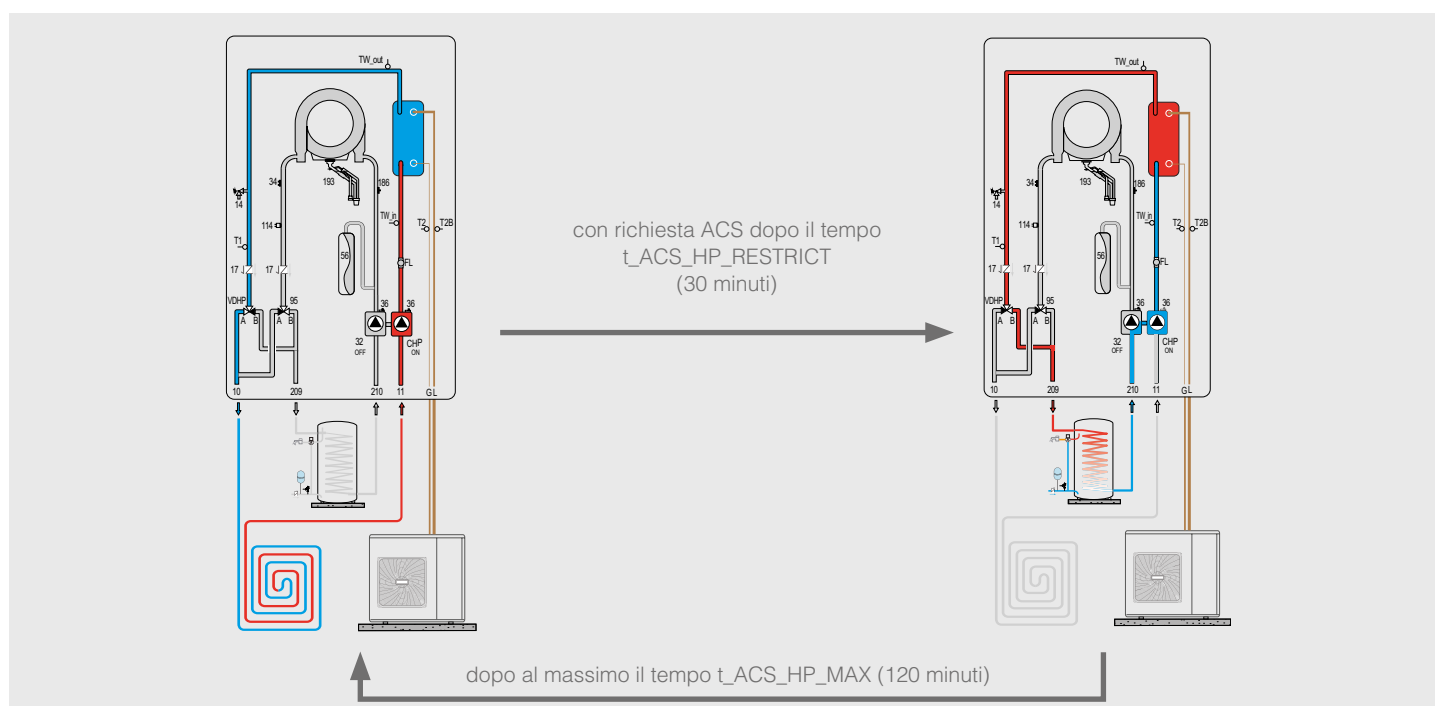 TW_out
34
193
186
14
TW_in
T2
T2B
114
T1
56
FL
17
17
VDHP
95
36
36
A
B
A
B
32
OFF
CHP
ON
10
209
210
11
GL
con richiesta ACS dopo il tempo
t_ACS_HP_RESTRICT
(30 minuti)
TW_out
34
193
186
14
TW_in
T2
T2B
114
T1
56
FL
17
17
VDHP
95
36
36
A
B
A
B
32
OFF
CHP
ON
10
209
210
11
GL
dopo al massimo il tempo t_ACS_HP_MAX (120 minuti)